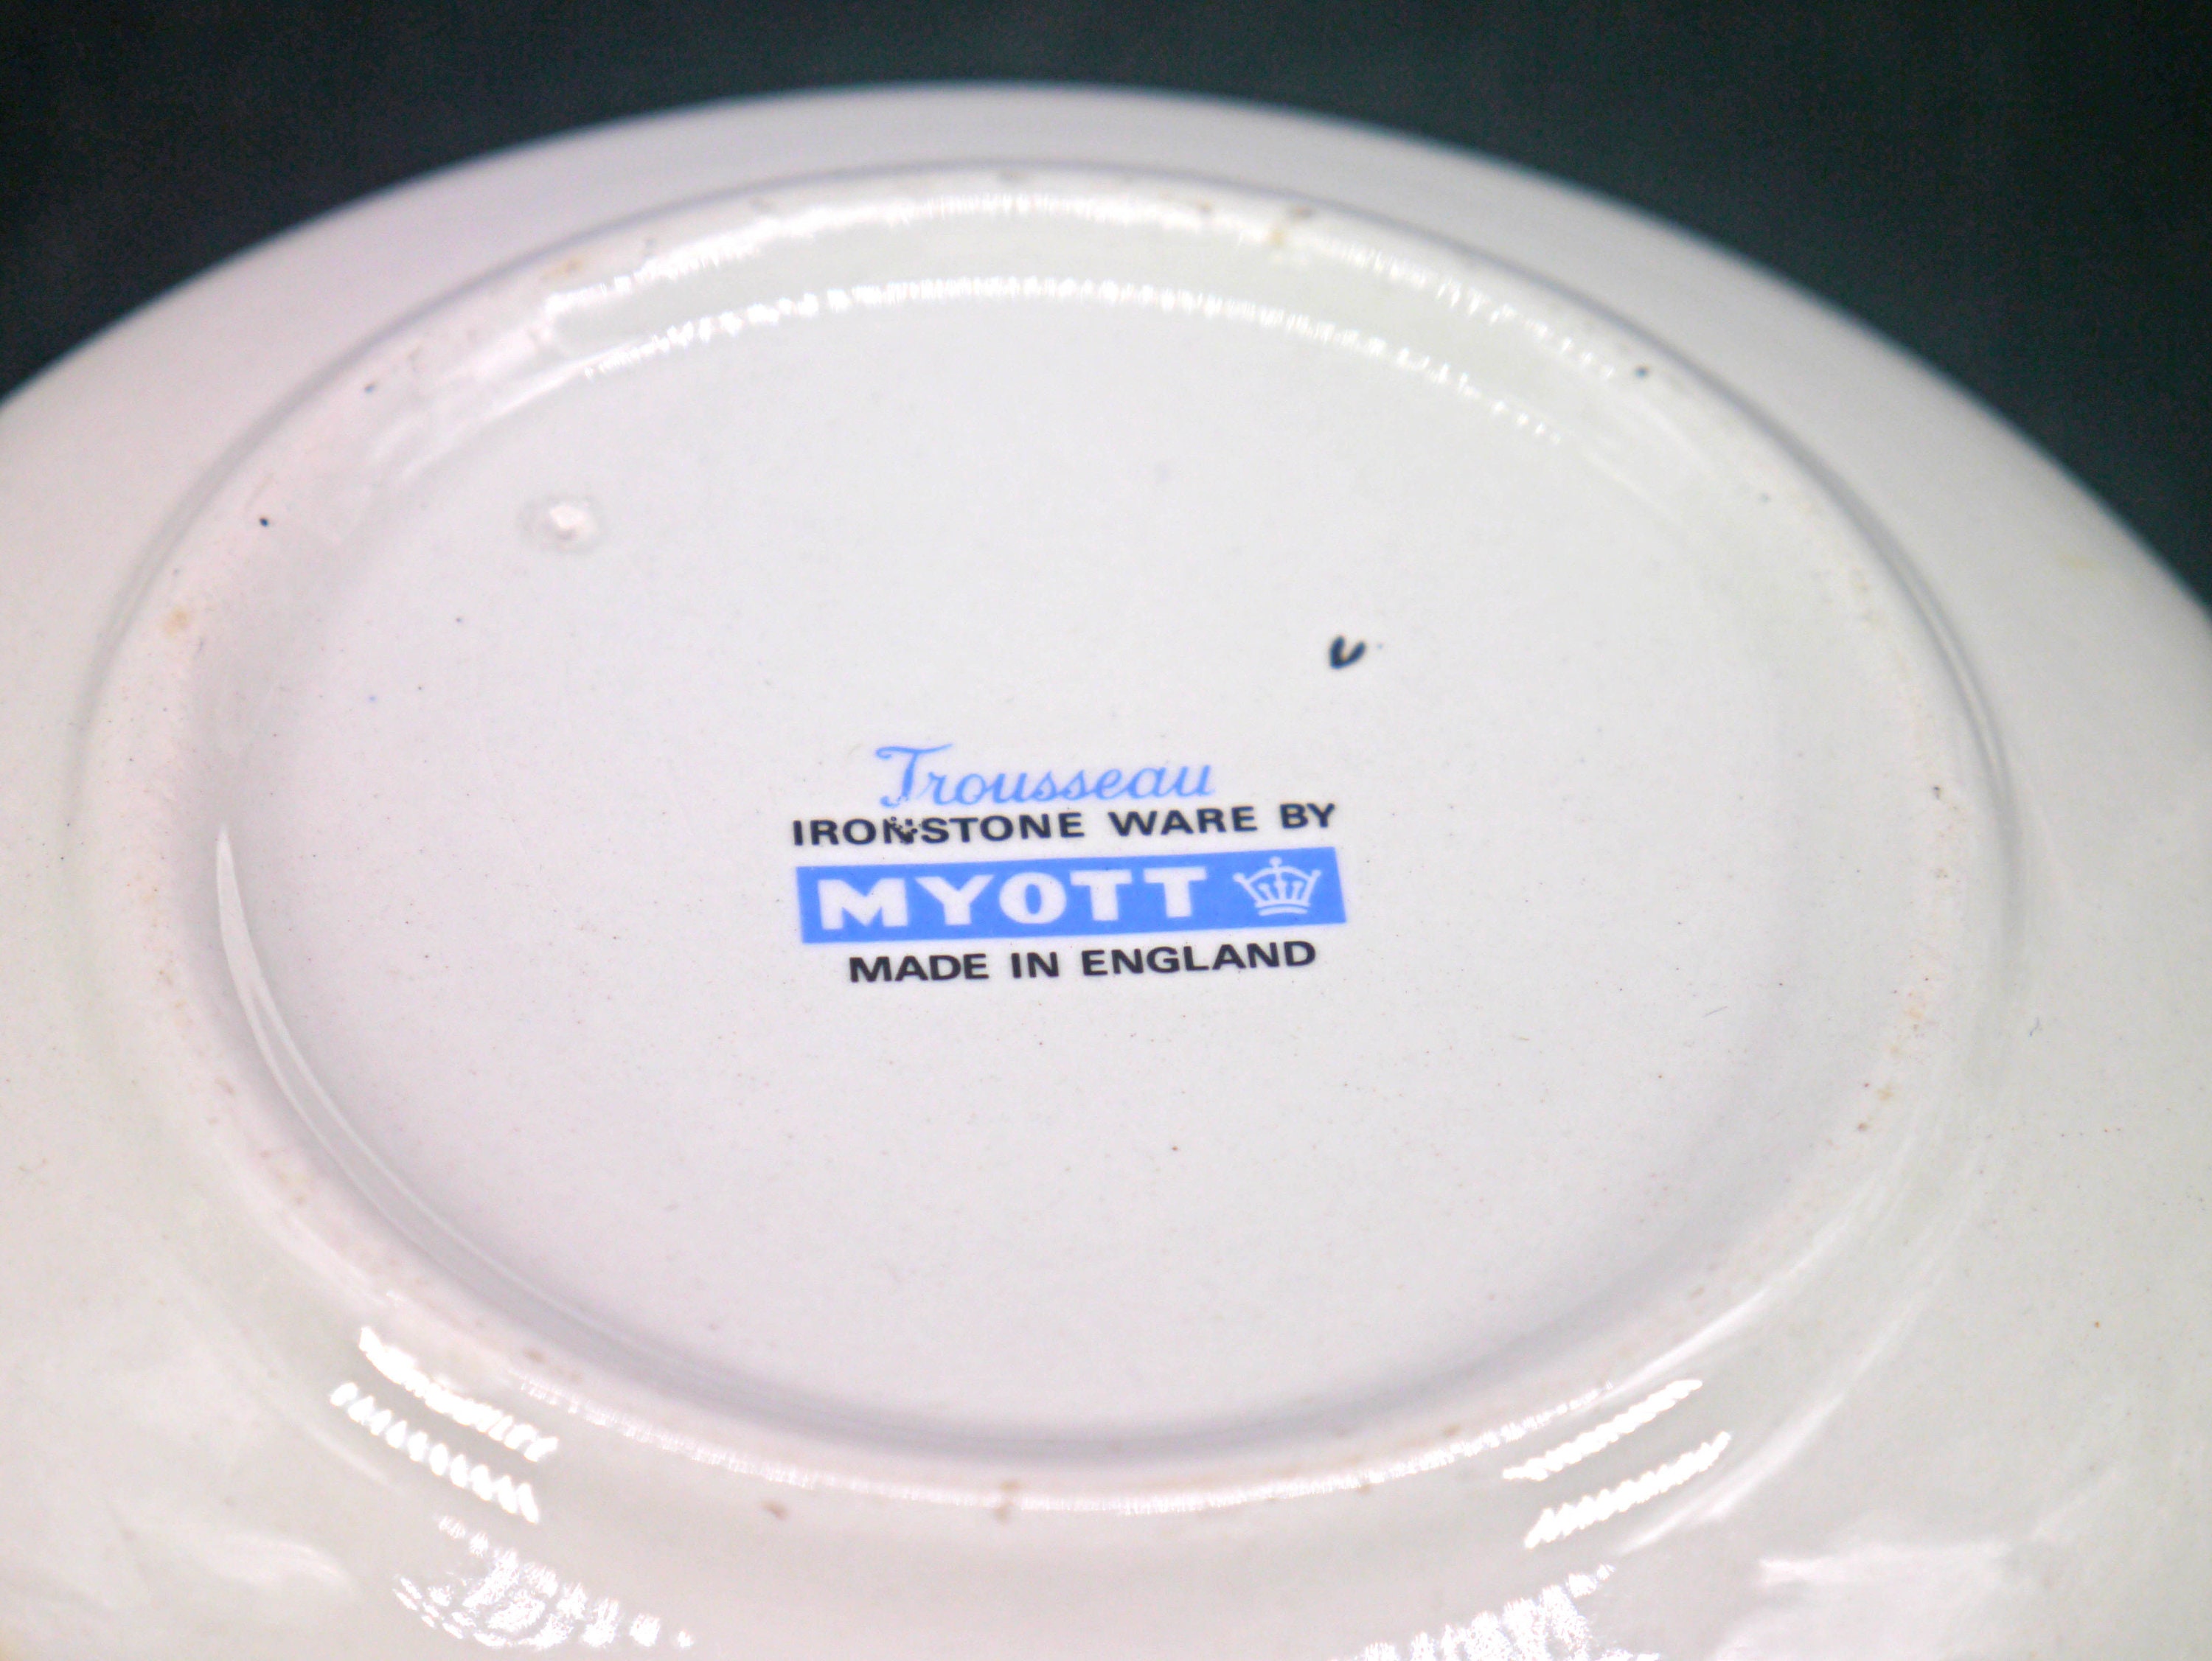 U
Trousseau
IRONSTONE WARE BY
MYOTT
MADE IN ENGLAND